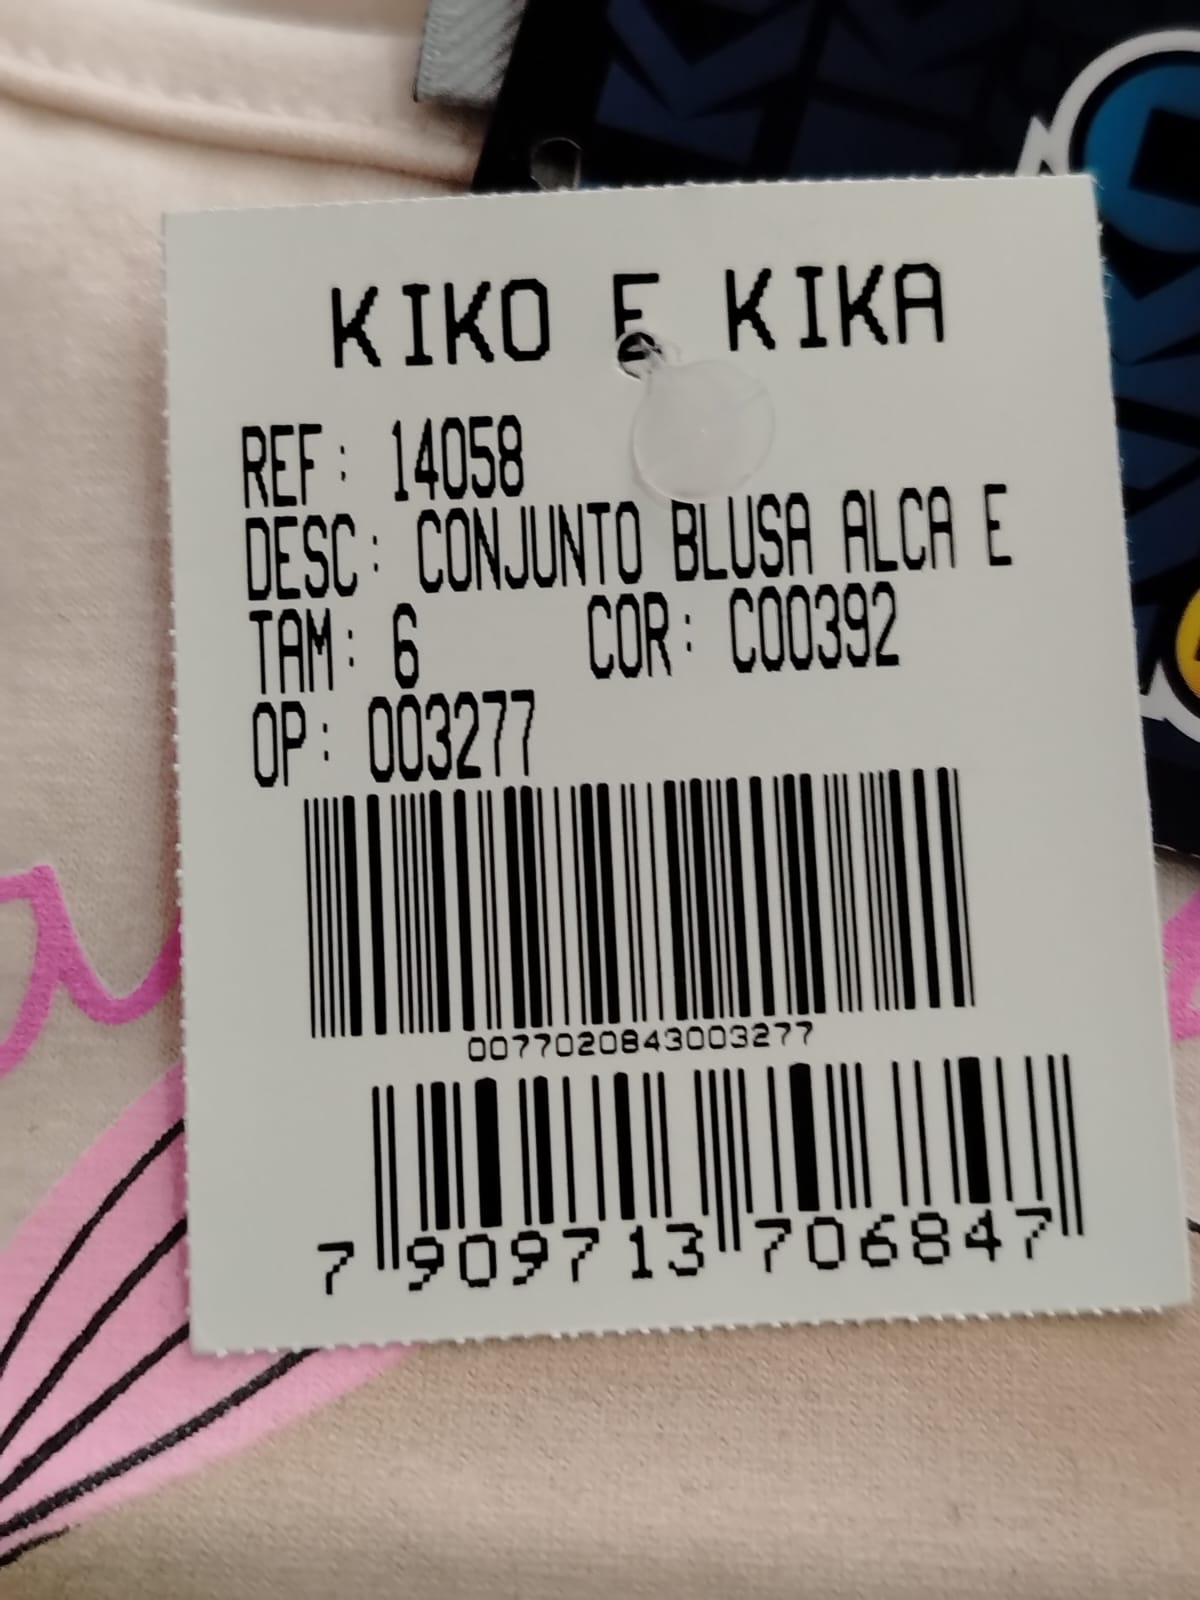 KIKO E KIKA
REF: 14058
DESC: CONJUNTO BLUSA ALCA E
TAM: 6 COR: C00392
OP: 003277
0077020843003277
7 909713 706847